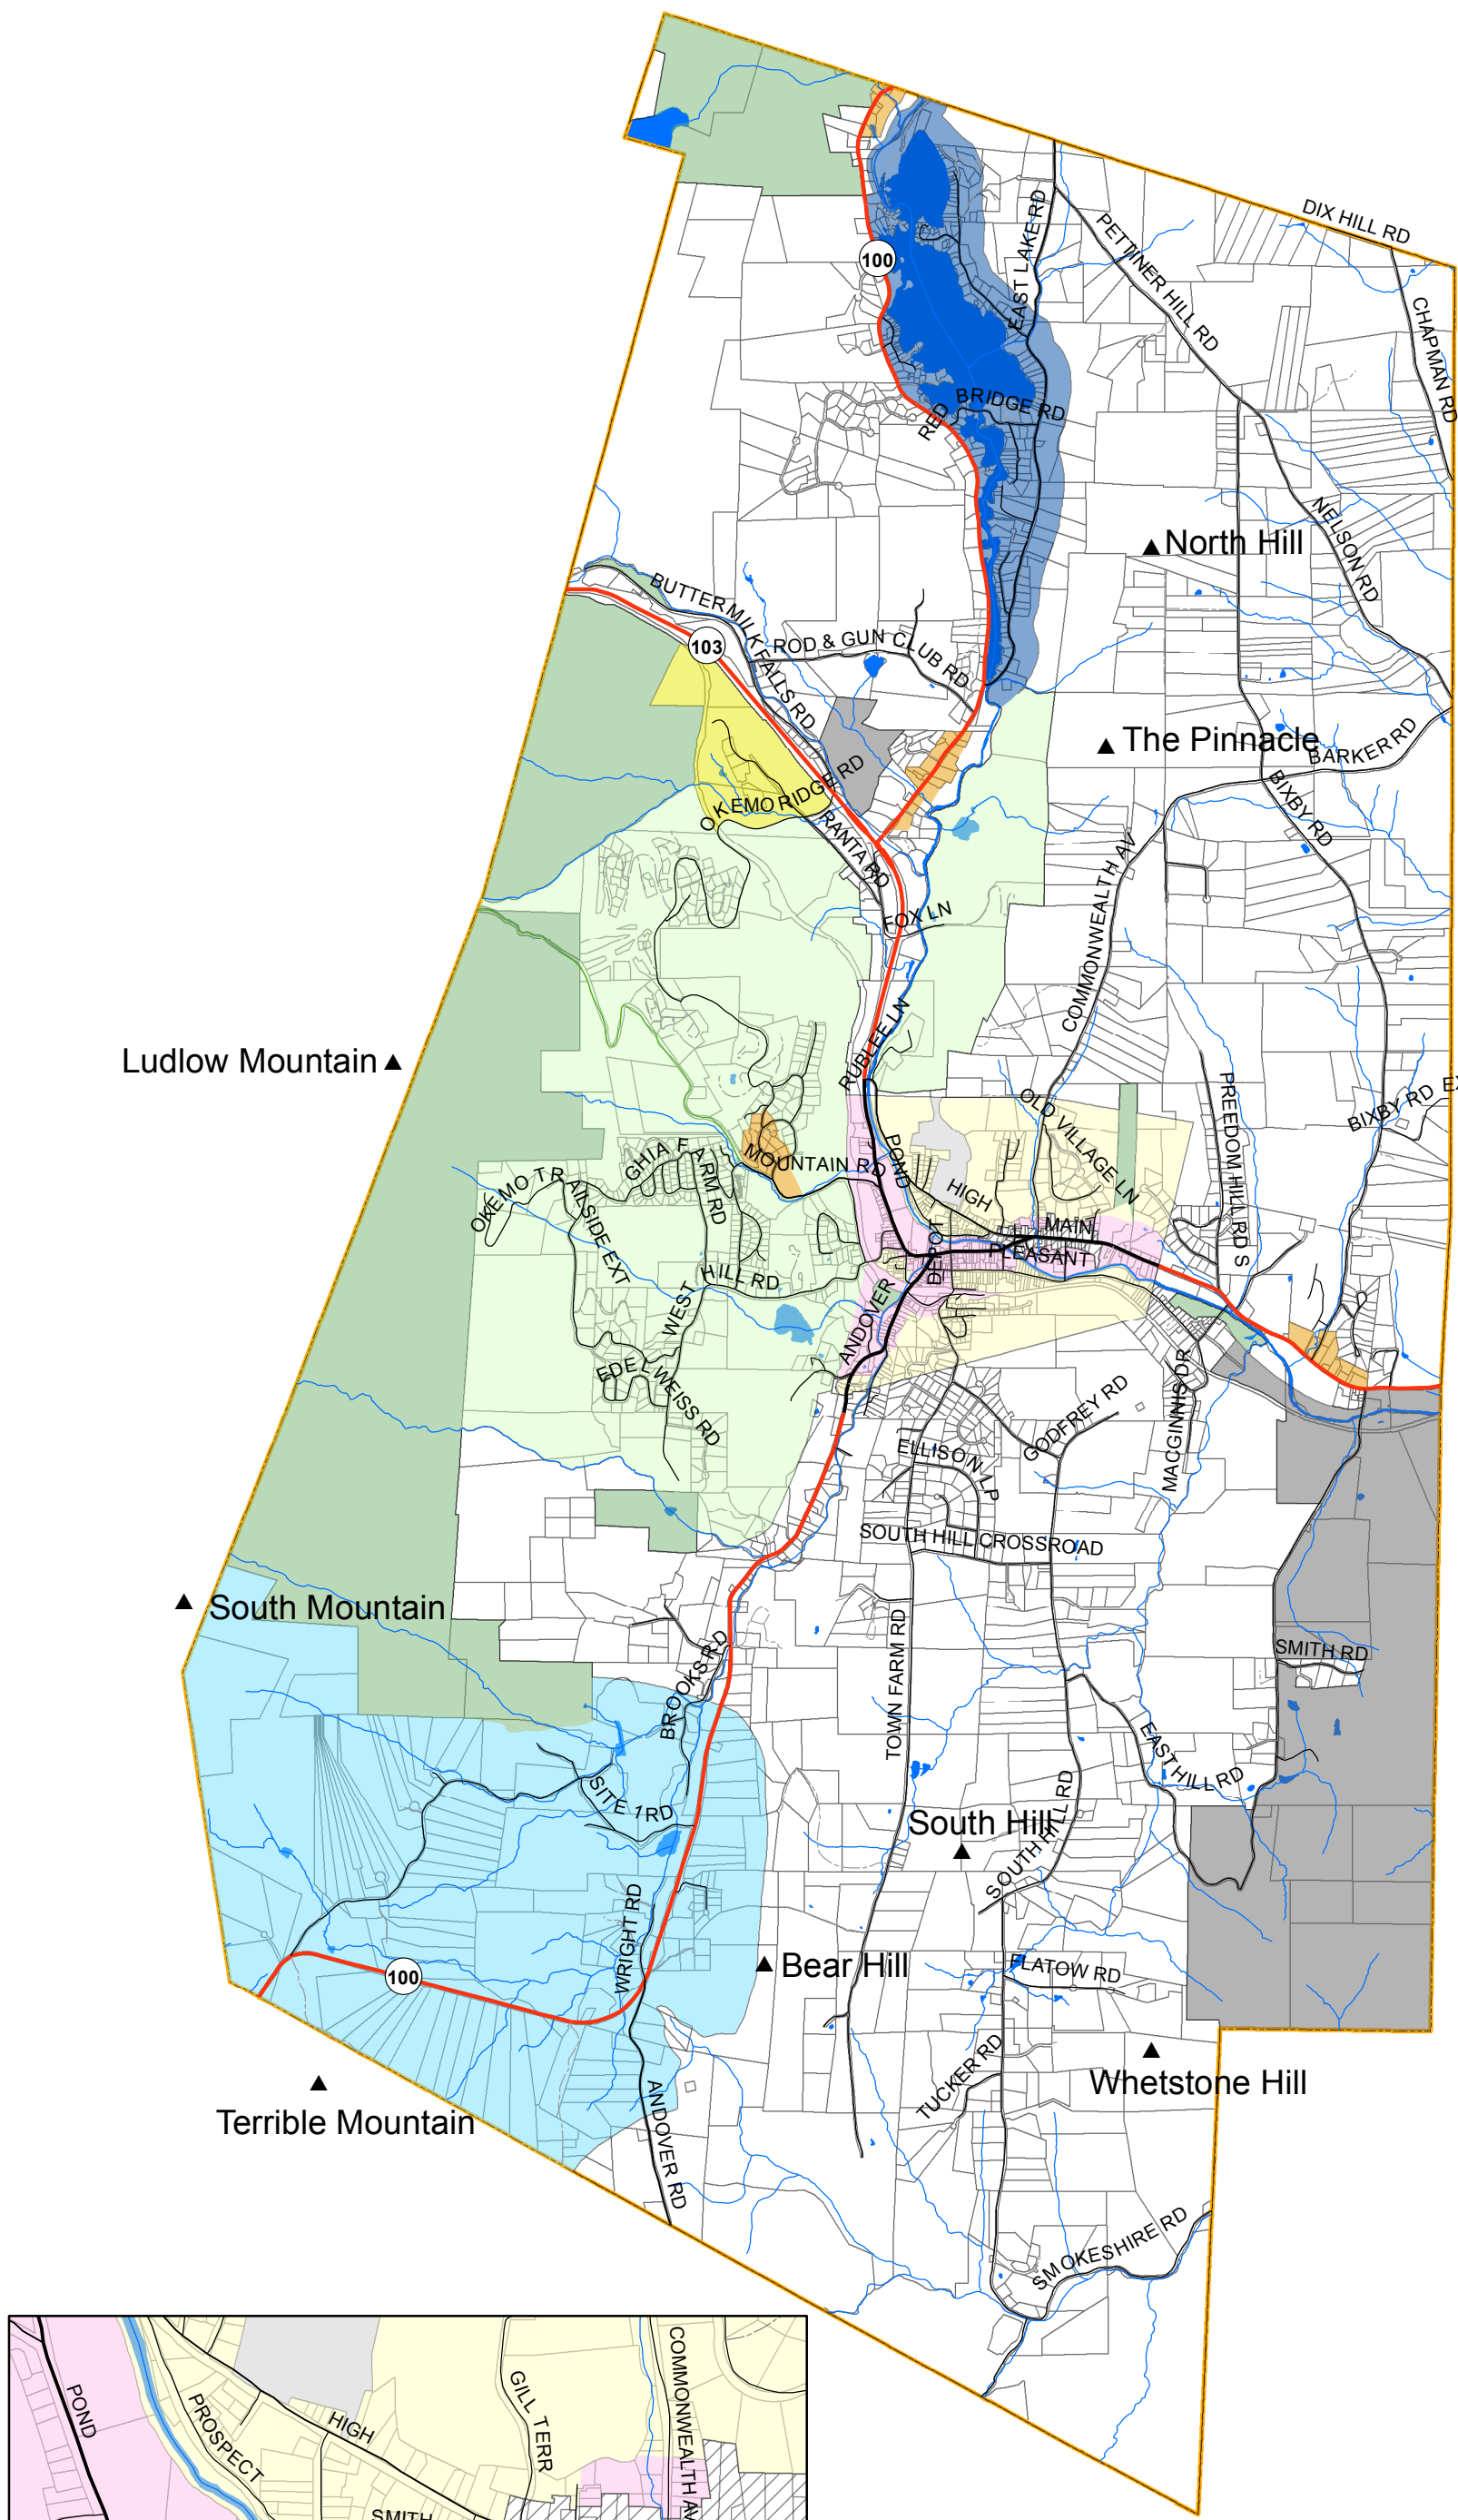 DIX HILL RD
PETTINER HILL RD
EAST LAKE RD
100
CHAPMAN RD
BRIDGE RD
RED
NELSON RD
North Hill
BUTTERMILK FALLS RD
103
ROD & GUN CLUB RD
The Pinnacle
BARKER RD
OKEMO RIDGE RD
BIXBY RD
RANTA RD
COMMONWEALTH AV
FOX LN
RUBLEE LN
Ludlow Mountain
PREEDOM HILL RD S
OLD VILLAGE LN
BIXBY RD EX
POND
MOUNTAIN RD
GHIA FARM RD
HIGH
OKEMO TRAILSIDE EXT
MAIN
DEPOT
PLEASANT
WEST HILL RD
ANDOVER
EDELWEISS RD
MACGINNIS DR
GODFREY RD
ELLISON LP
SOUTH HILL CROSSROAD
South Mountain
TOWN FARM RD
SMITH RD
BROOKS RD
EAST HILL RD
SITE 1 RD
South Hill
SOUTH HILL RD
WRIGHT RD
Bear Hill
FLATOW RD
100
TUCKER RD
Whetstone Hill
Terrible Mountain
ANDOVER RD
SMOKESHIRE RD
POND
PROSPECT
HIGH
GILL TERR
COMMONWEALTH AV
SMITH